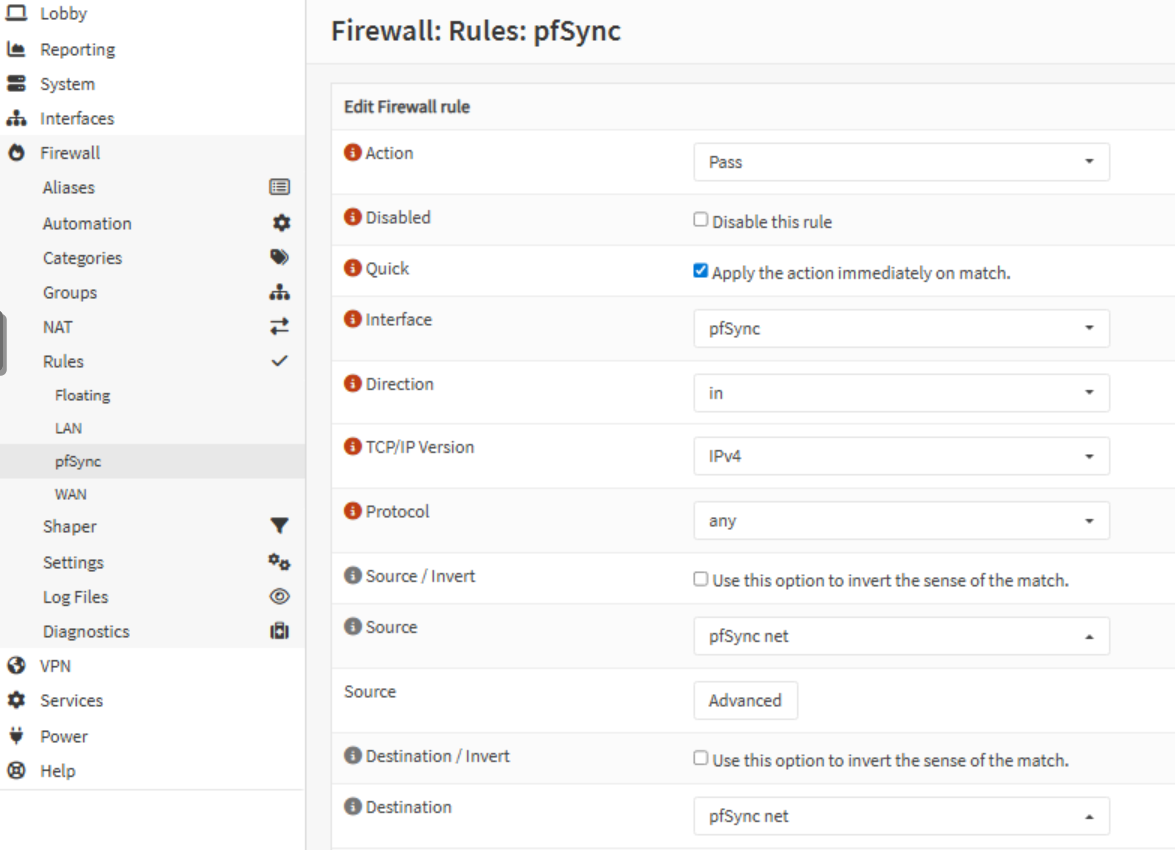 Lobby
Reporting
System
Interfaces
Firewall
Aliases
Automation
Categories
Groups
NAT
Rules
Floating
LAN
pfSync
WAN
Shaper
Settings
Log Files
Diagnostics
VPN
Services
Power
Help
Firewall: Rules: pfSync
Edit Firewall rule
Action Pass
Disabled Disable this rule
Quick Apply the action immediately on match.
Interface pfSync
Direction in
TCP/IP Version IPv4
Protocol any
Source / Invert Use this option to invert the sense of the match.
Source pfSync net
Source Advanced
Destination / Invert Use this option to invert the sense of the match.
Destination pfSync net